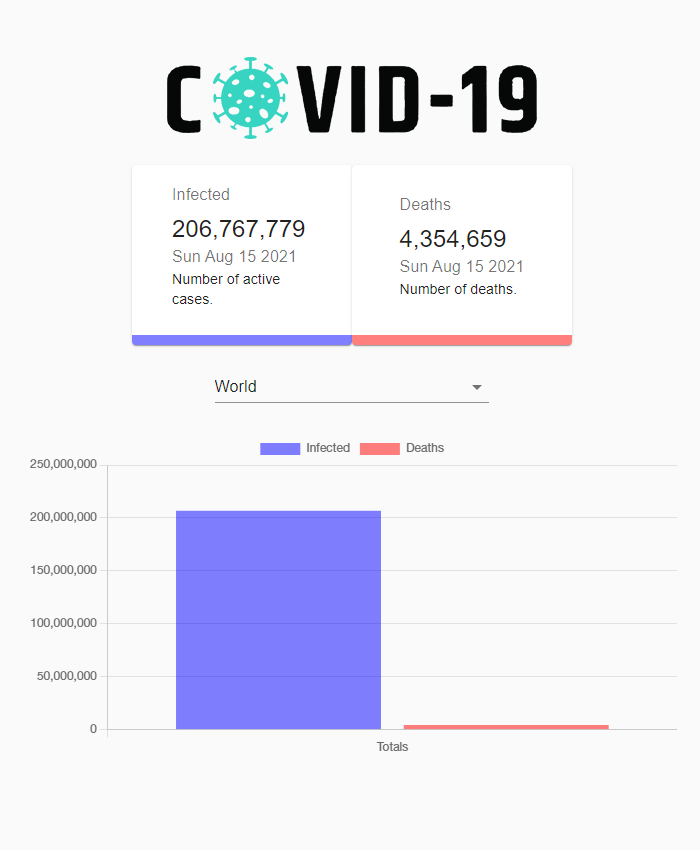 COVID-19
Infected
206,767,779
Sun Aug 15 2021
Number of active
cases.
Deaths
4,354,659
Sun Aug 15 2021
Number of deaths.
World
Infected Deaths
250,000,000
200,000,000
150,000,000
100,000,000
50,000,000
0
Totals